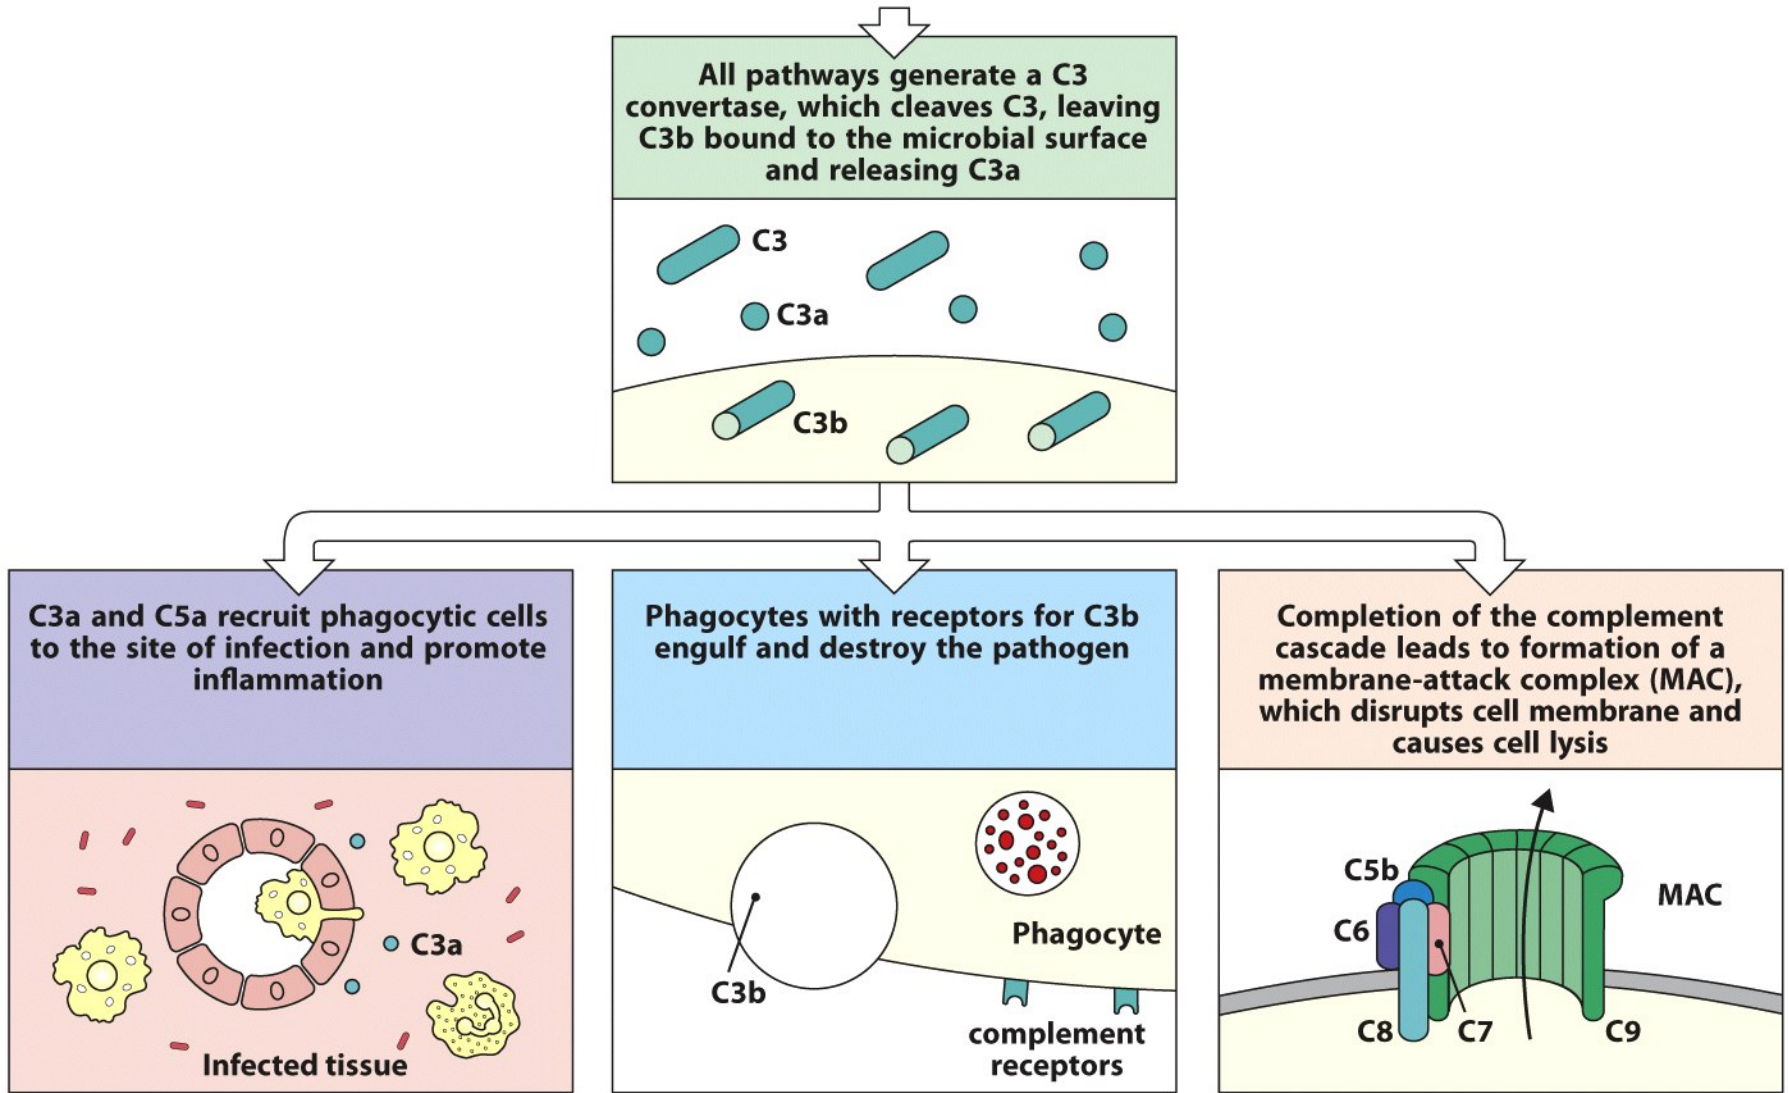 All pathways generate a C3
convertase, which cleaves C3, leaving
C3b bound to the microbial surface
and releasing C3a
C3
C3a
C3b
C3a and C5a recruit phagocytic cells
to the site of infection and promote
inflammation
C3a
Infected tissue
Phagocytes with receptors for C3b
engulf and destroy the pathogen
Phagocyte
C3b
complement
receptors
Completion of the complement
cascade leads to formation of a
membrane-attack complex (MAC),
which disrupts cell membrane and
causes cell lysis
C5b
MAC
C6
C8
C7
C9